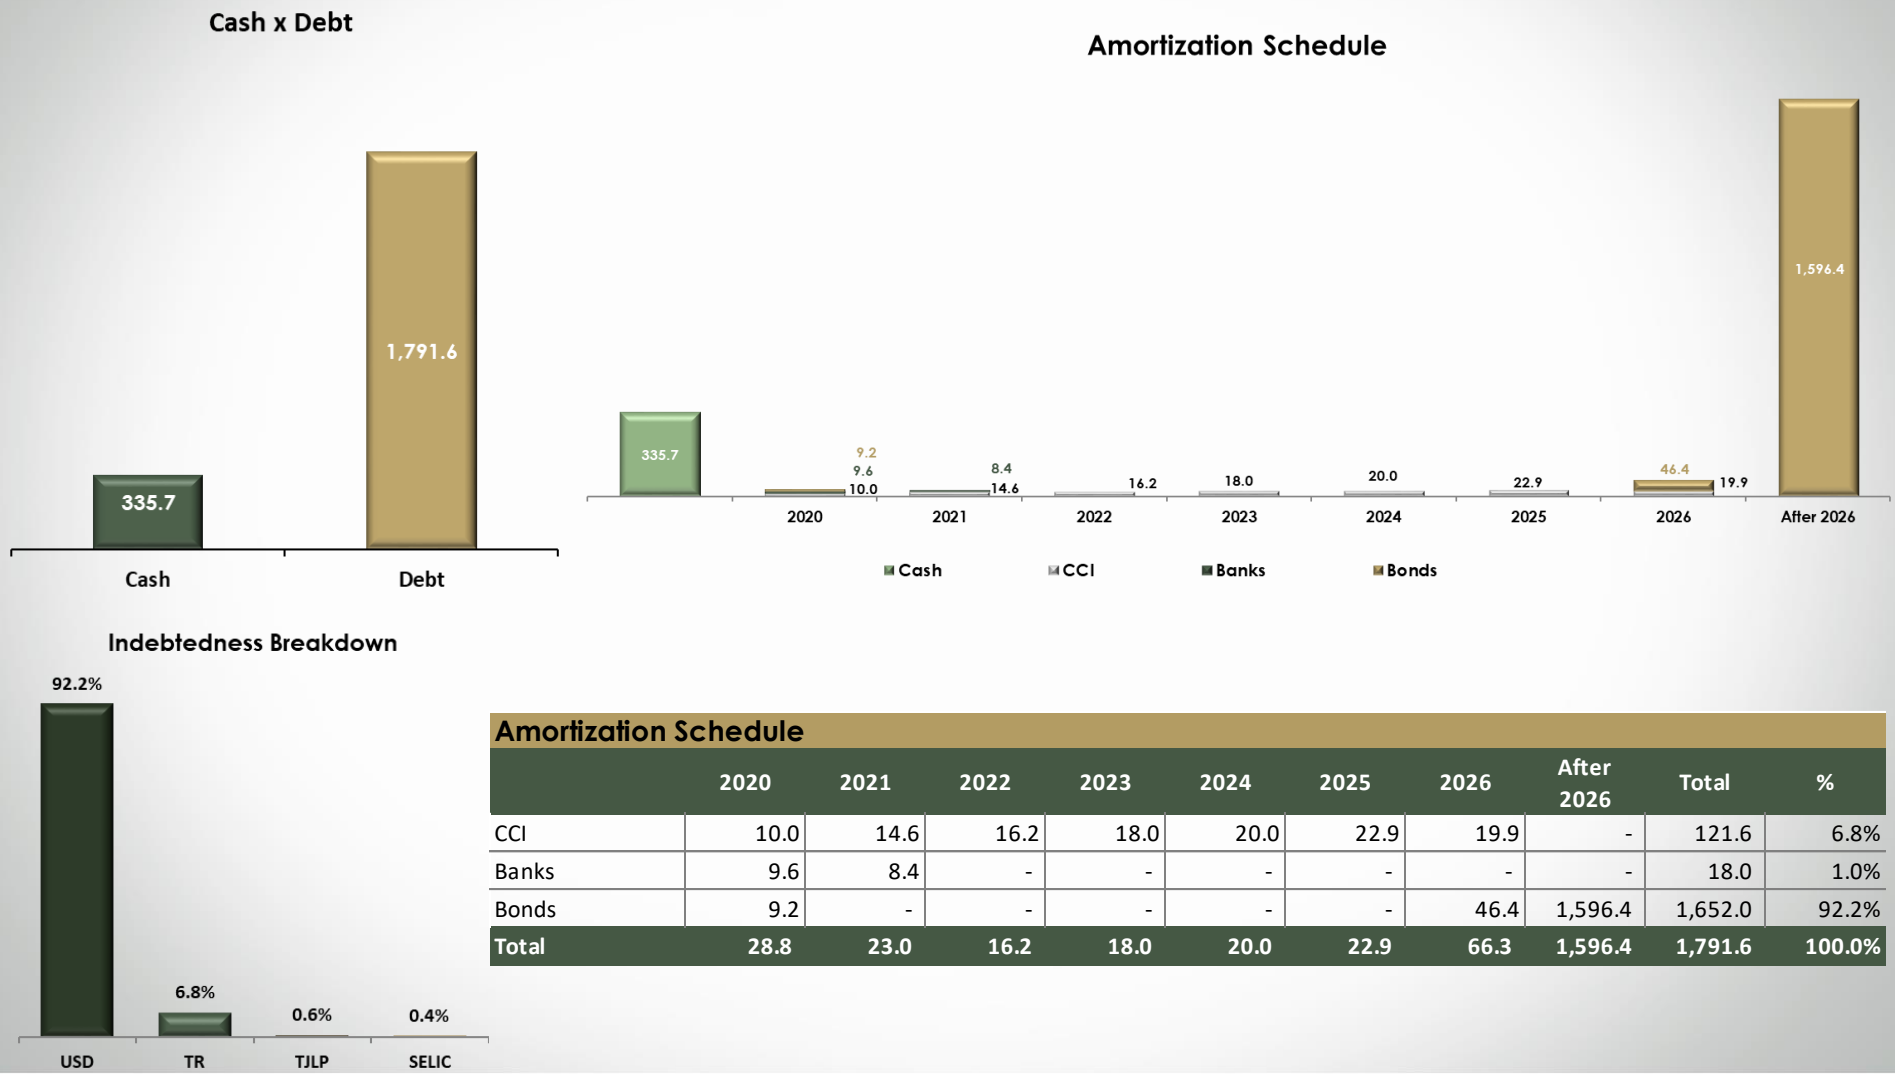 Cash x Debt
1,791.6
335.7
Cash Debt
Amortization Schedule
1,596.4
335.7
9.2
9.6
10.0
8.4
14.6
16.2
18.0
20.0
22.9
46.4
19.9
2020 2021 2022 2023 2024 2025 2026 After 2026
Cash CCI Banks Bonds
Indebtedness Breakdown
92.2%
6.8%
0.6%
0.4%
USD TR TJLP SELIC
Amortization Schedule
2020 2021 2022 2023 2024 2025 2026 After 2026 Total %
CCI 10.0 14.6 16.2 18.0 20.0 22.9 19.9 - 121.6 6.8%
Banks 9.6 8.4 - - - - - - 18.0 1.0%
Bonds 9.2 - - - - - 46.4 1,596.4 1,652.0 92.2%
Total 28.8 23.0 16.2 18.0 20.0 22.9 66.3 1,596.4 1,791.6 100.0%